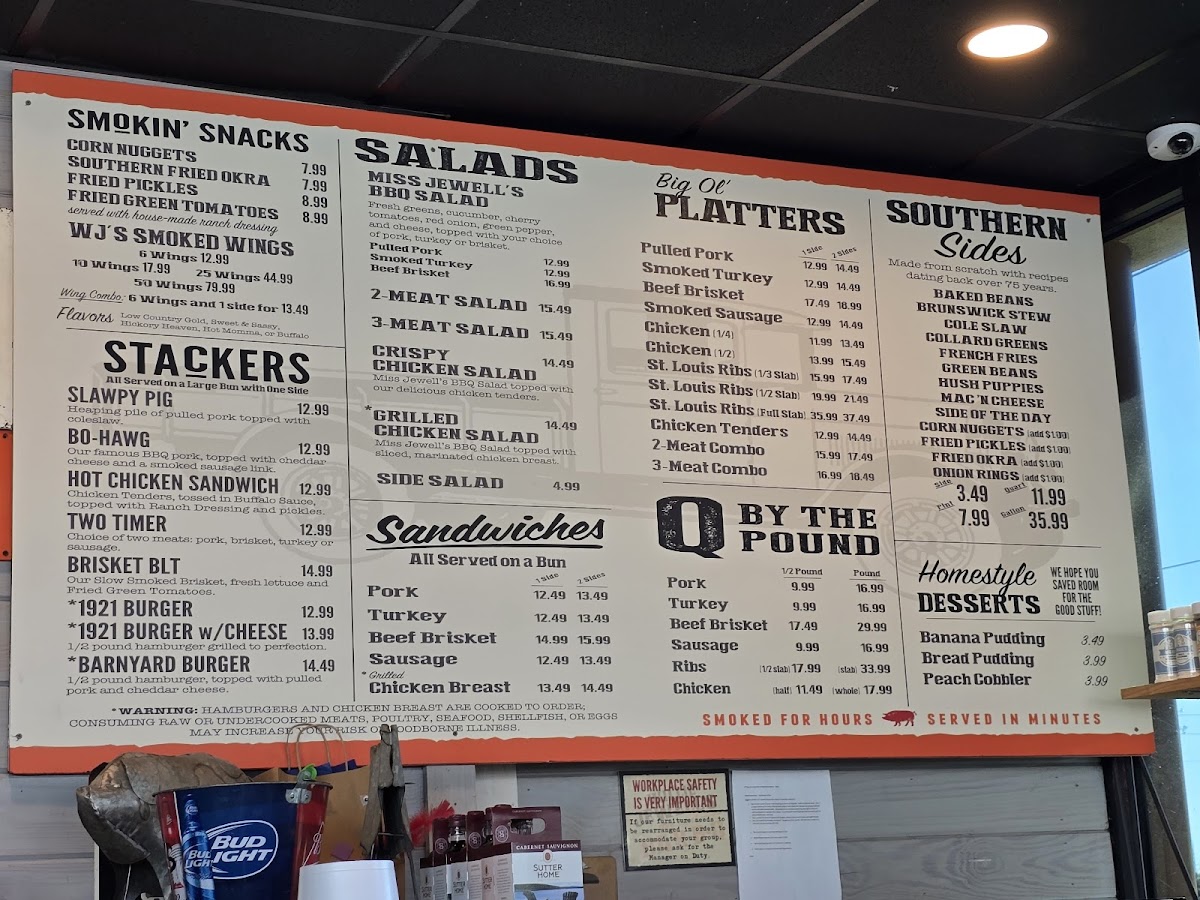 SMOKIN' SNACKS
CORN NUGGETS 7.99
SOUTHERN FRIED OKRA 7.99
FRIED PICKLES 8.99
FRIED GREEN TOMATOES 8.99
served with house-made ranch dressing
WJ'S SMOKED WINGS
6 Wings 12.99
10 Wings 17.99 25 Wings 44.99
50 Wings 79.99
Wing Combo: 6 Wings and 1 side for 13.49
Flavors Low Country Gold, Sweet & Sassy,
Hickory Heaven, Hot Momma, or Buffalo
STACKERS
All Served on a Large Bun with One Side
SLAWPY PIG 12.99
Heaping pile of pulled pork topped with
coleslaw.
BO-HAWG 12.99
Our famous BBQ pork, topped with cheddar
cheese and a smoked sausage link.
HOT CHICKEN SANDWICH 12.99
Chicken Tenders, tossed in Buffalo Sauce,
topped with Ranch Dressing and pickles.
TWO TIMER 12.99
Choice of two meats: pork, brisket, turkey or
sausage.
BRISKET BLT 14.99
Our Slow Smoked Brisket, fresh lettuce and
Fried Green Tomatoes.
*1921 BURGER 12.99
*1921 BURGER w/CHEESE 13.99
1/2 pound hamburger grilled to perfection.
*BARNYARD BURGER 14.49
1/2 pound hamburger, topped with pulled
pork and cheddar cheese.
*WARNING: HAMBURGERS AND CHICKEN BREAST ARE COOKED TO ORDER;
CONSUMING RAW OR UNDERCOOKED MEATS, POULTRY, SEAFOOD, SHELLFISH, OR EGGS
MAY INCREASE YOUR RISK OF FOODBORNE ILLNESS.
SALADS
MISS JEWELL'S
BBQ SALAD
Fresh greens, cucumber, cherry
tomatoes, red onion, green pepper,
and cheese, topped with your choice
of pork, turkey or brisket.
Pulled Pork 12.99
Smoked Turkey 12.99
Beef Brisket 16.99
2-MEAT SALAD 15.49
3-MEAT SALAD 15.49
CRISPY
CHICKEN SALAD 14.49
Miss Jewell's BBQ Salad topped with
our delicious chicken tenders.
*GRILLED
CHICKEN SALAD 14.49
Miss Jewell's BBQ Salad topped with
sliced, marinated chicken breast.
SIDE SALAD 4.99
Sandwiches
All Served on a Bun
1 Side 2 Sides
Pork 12.49 13.49
Turkey 12.49 13.49
Beef Brisket 14.99 15.99
Sausage 12.49 13.49
* Grilled
Chicken Breast 13.49 14.49
Big Ol'
PLATTERS
1 Side 2 Sides
Pulled Pork 12.99 14.49
Smoked Turkey 12.99 14.49
Beef Brisket 17.49 18.99
Smoked Sausage 12.99 14.49
Chicken (1/4) 11.99 13.49
Chicken (1/2) 13.99 15.49
St. Louis Ribs (1/3 Slab) 15.99 17.49
St. Louis Ribs (1/2 Slab) 19.99 21.49
St. Louis Ribs (Full Slab) 35.99 37.49
Chicken Tenders 12.99 14.49
2-Meat Combo 15.99 17.49
3-Meat Combo 16.99 18.49
Q BY THE
POUND
1/2 Pound Pound
Pork 9.99 16.99
Turkey 9.99 16.99
Beef Brisket 17.49 29.99
Sausage 9.99 16.99
Ribs (1/2 slab) 17.99 (slab) 33.99
Chicken (half) 11.49 (whole) 17.99
SMOKED FOR HOURS SERVED IN MINUTES
SOUTHERN
Sides
Made from scratch with recipes
dating back over 75 years.
BAKED BEANS
BRUNSWICK STEW
COLE SLAW
COLLARD GREENS
FRENCH FRIES
GREEN BEANS
HUSH PUPPIES
MAC 'N CHEESE
SIDE OF THE DAY
CORN NUGGETS (add $1.00)
FRIED PICKLES (add $1.00)
FRIED OKRA (add $1.00)
ONION RINGS (add $1.00)
Side 3.49 Quart 11.99
Pint 7.99 Gallon 35.99
Homestyle
DESSERTS
WE HOPE YOU
SAVED ROOM
FOR THE
GOOD STUFF!
Banana Pudding 3.49
Bread Pudding 3.99
Peach Cobbler 3.99
BUD
LIGHT
BUD
LIGHT
CABERNET SAUVIGNON
SUTTER
HOME
WORKPLACE SAFETY
IS VERY IMPORTANT
If our furniture needs to
be rearranged in order to
accommodate your group,
please ask for the
Manager on Duty